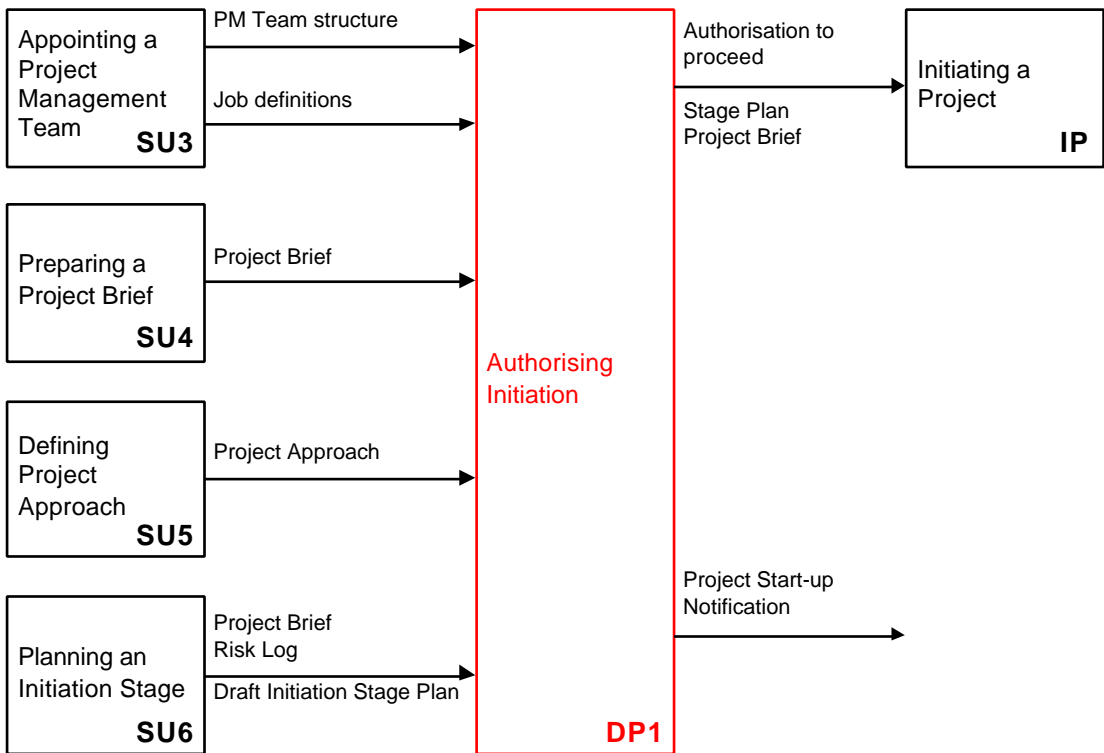 Appointing a
Project
Management
Team
SU3
PM Team structure
Job definitions
Preparing a
Project Brief
SU4
Project Brief
Defining
Project
Approach
SU5
Project Approach
Planning an
Initiation Stage
SU6
Project Brief
Risk Log
Draft Initiation Stage Plan
Authorising
Initiation
DP1
Authorisation to
proceed
Stage Plan
Project Brief
Initiating a
Project
IP
Project Start-up
Notification